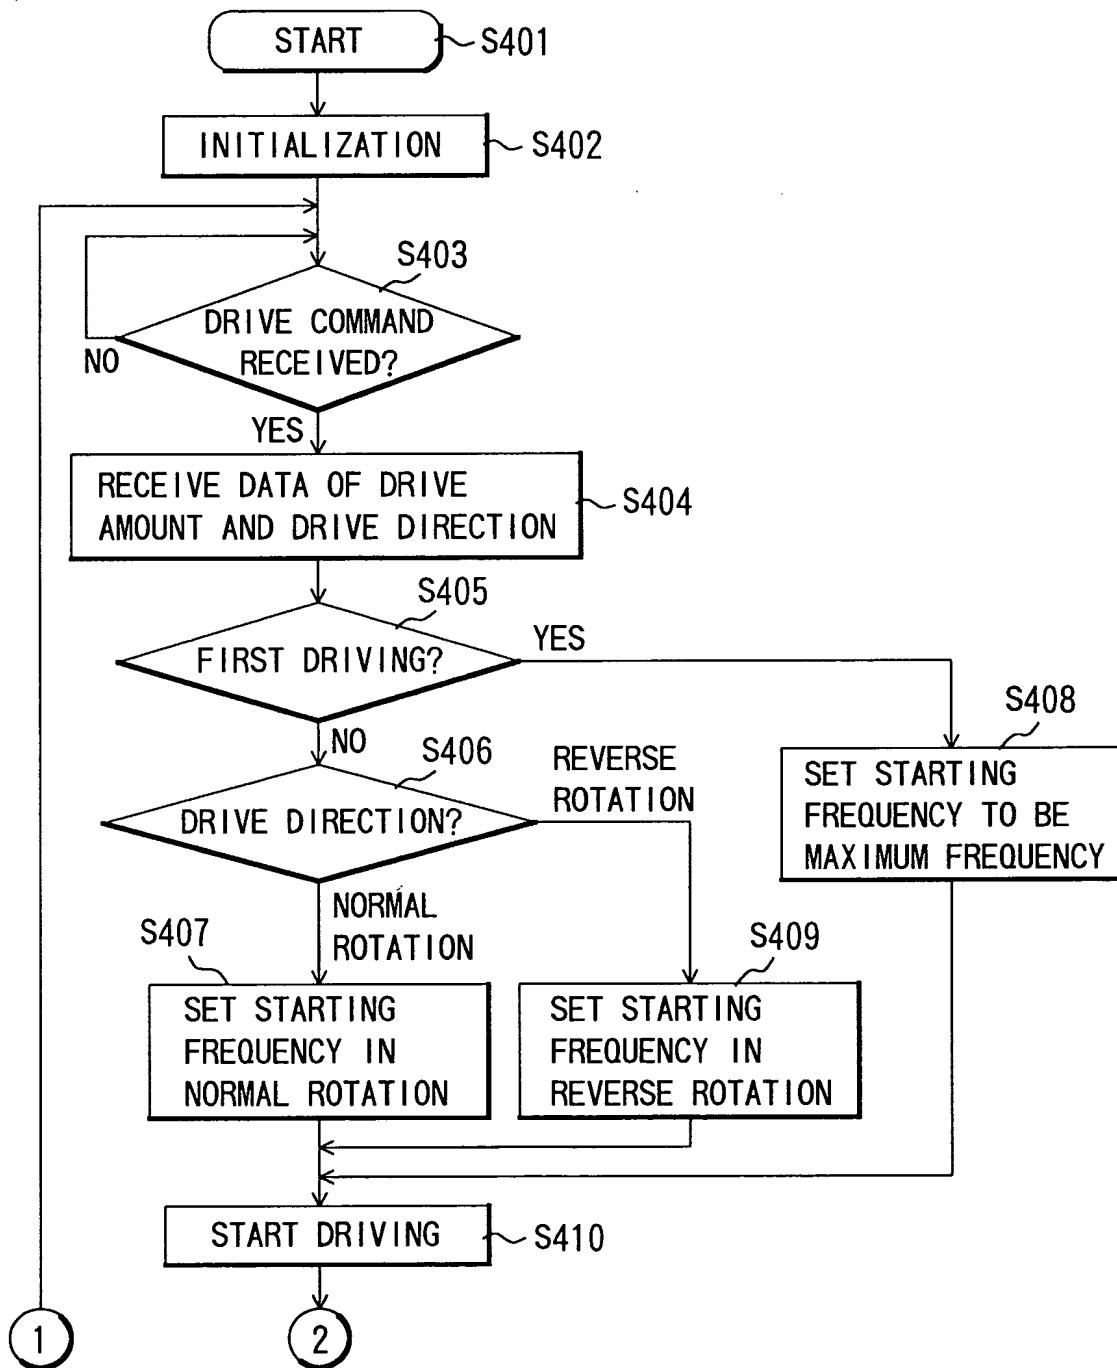 START
S401
INITIALIZATION
S402
S403
DRIVE COMMAND
RECEIVED?
NO
YES
RECEIVE DATA OF DRIVE
AMOUNT AND DRIVE DIRECTION
S404
S405
FIRST DRIVING?
YES
NO
S406
DRIVE DIRECTION?
REVERSE
ROTATION
S408
SET STARTING
FREQUENCY TO BE
MAXIMUM FREQUENCY
NORMAL
ROTATION
S407
SET STARTING
FREQUENCY IN
NORMAL ROTATION
S409
SET STARTING
FREQUENCY IN
REVERSE ROTATION
START DRIVING
S410
1
2